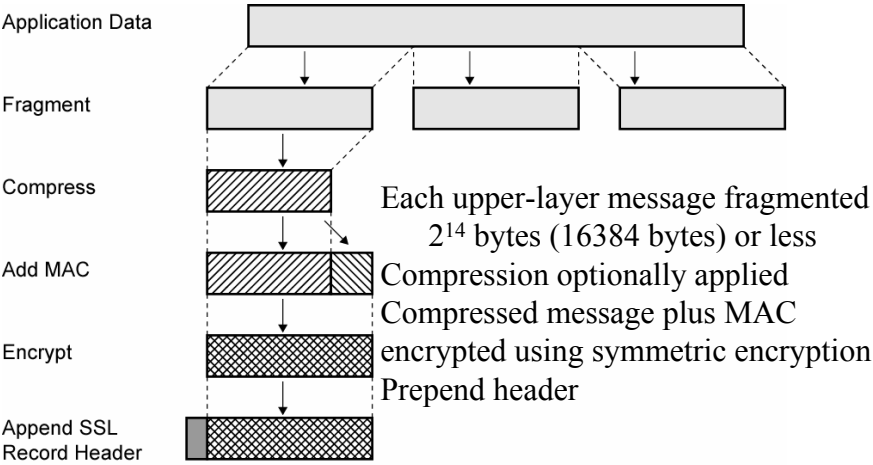 Application Data
Fragment
Compress
Each upper-layer message fragmented
2¹⁴ bytes (16384 bytes) or less
Add MAC
Compression optionally applied
Compressed message plus MAC
Encrypt
encrypted using symmetric encryption
Prepend header
Append SSL
Record Header